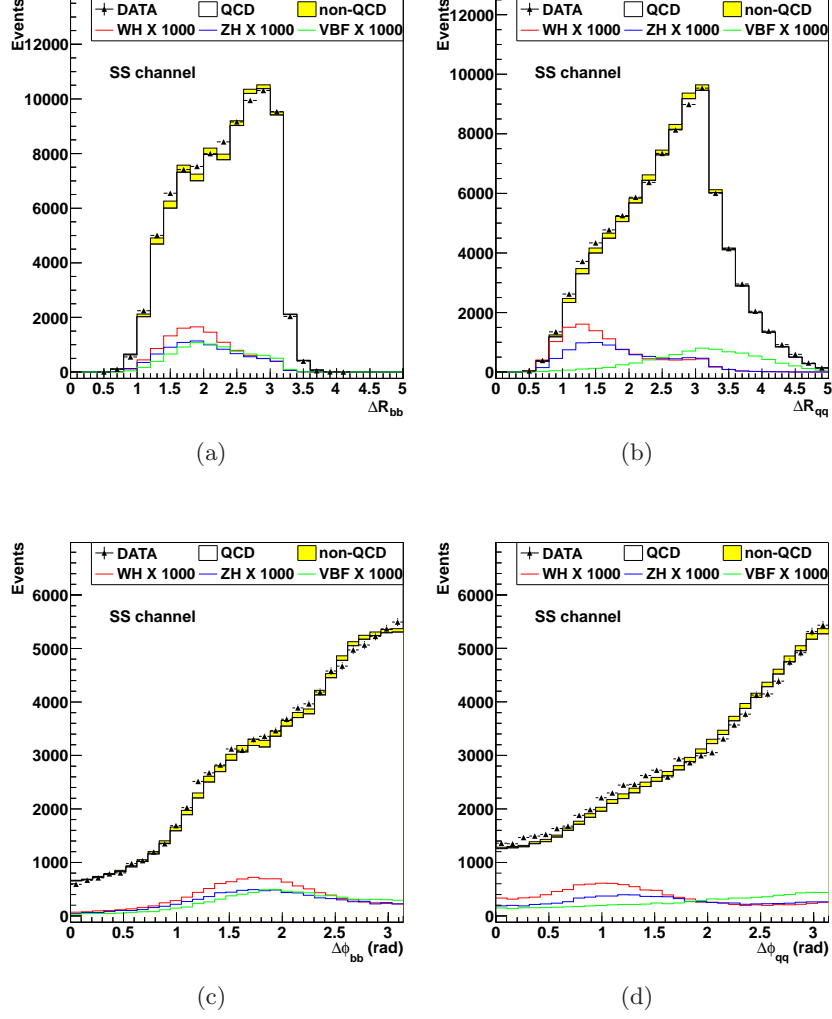 DATA QCD non-QCD
WH X 1000 ZH X 1000 VBF X 1000
SS channel
Events
12000
10000
8000
6000
4000
2000
0
0 0.5 1 1.5 2 2.5 3 3.5 4 4.5 5
ΔR_bb
(a)
DATA QCD non-QCD
WH X 1000 ZH X 1000 VBF X 1000
SS channel
Events
12000
10000
8000
6000
4000
2000
0
0 0.5 1 1.5 2 2.5 3 3.5 4 4.5 5
ΔR_qq
(b)
DATA QCD non-QCD
WH X 1000 ZH X 1000 VBF X 1000
SS channel
Events
6000
5000
4000
3000
2000
1000
0
0 0.5 1 1.5 2 2.5 3
Δϕ_bb (rad)
(c)
DATA QCD non-QCD
WH X 1000 ZH X 1000 VBF X 1000
SS channel
Events
6000
5000
4000
3000
2000
1000
0
0 0.5 1 1.5 2 2.5 3
Δϕ_qq (rad)
(d)